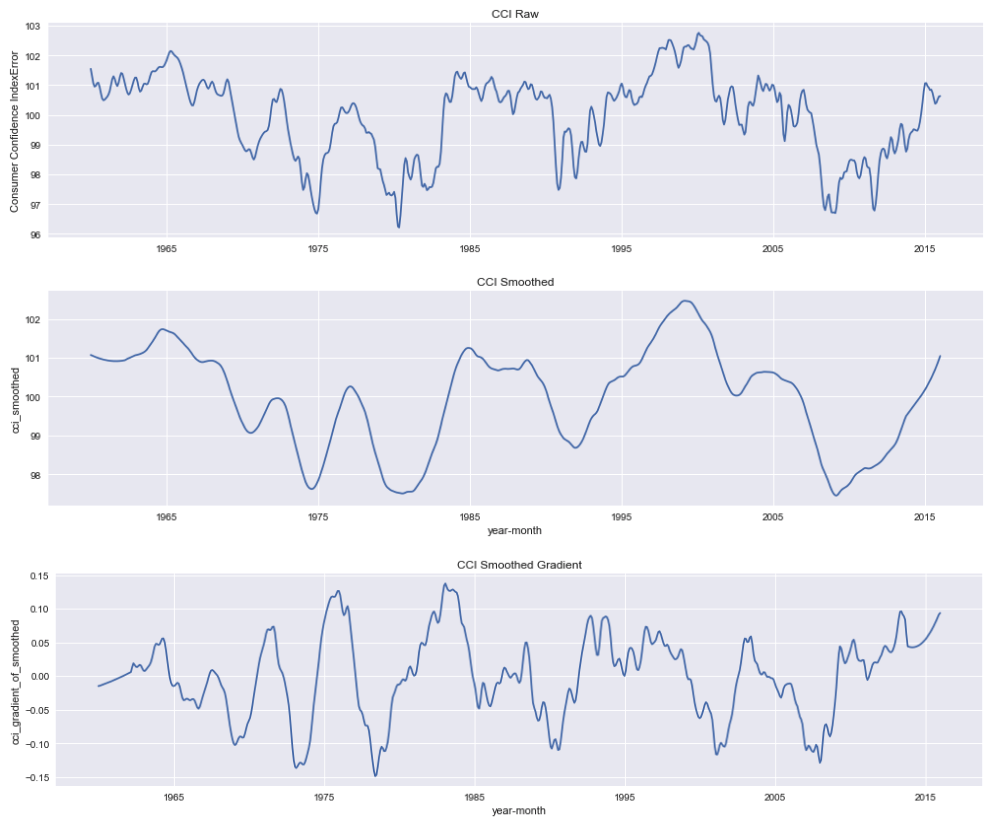 CCI Raw
Consumer Confidence IndexError
103
102
101
100
99
98
97
96
1965 1975 1985 1995 2005 2015
CCI Smoothed
cci_smoothed
102
101
100
99
98
1965 1975 1985 1995 2005 2015
year-month
CCI Smoothed Gradient
cci_gradient_of_smoothed
0.15
0.10
0.05
0.00
−0.05
−0.10
−0.15
1965 1975 1985 1995 2005 2015
year-month